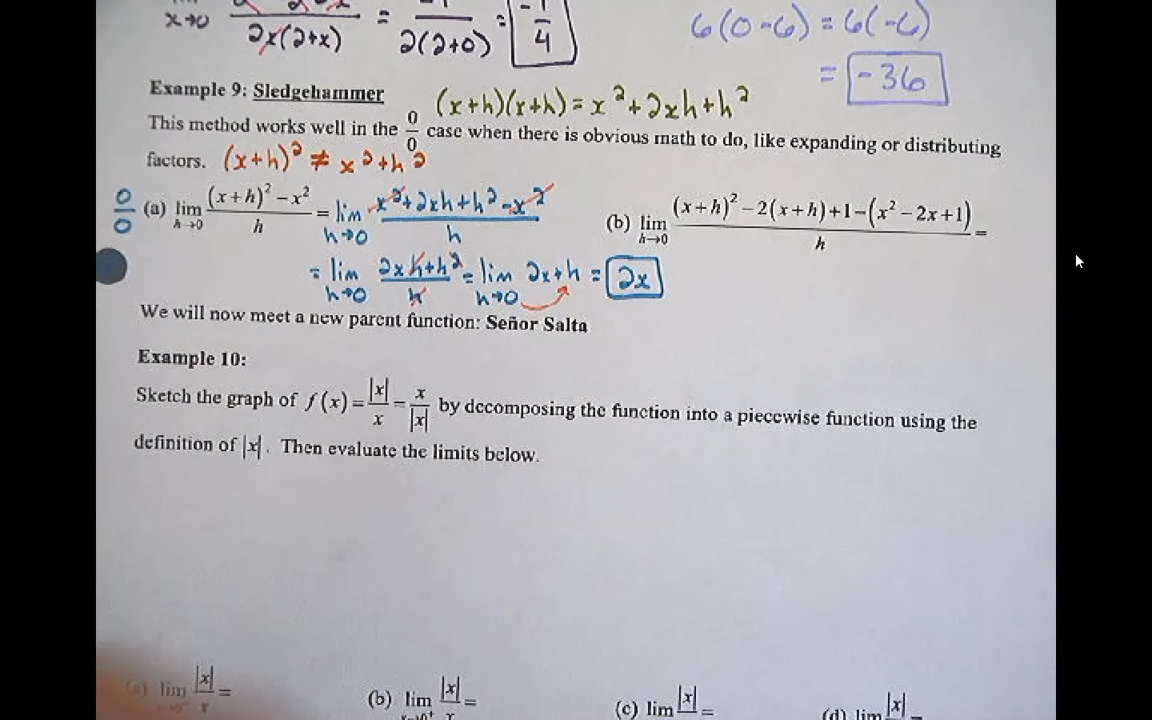 lim x→0 2x(2+x) = 2(2+0) = -1/4
6(0-6) = 6(-6)
= -36
Example 9: Sledgehammer (x+h)(x+h) = x²+2xh+h²
This method works well in the 0/0 case when there is obvious math to do, like expanding or distributing
factors. (x+h)² ≠ x²+h²
0/0 (a) lim h→0 ((x+h)² − x²)/h = lim h→0 (x²+2xh+h²-x²)/h
(b) lim h→0 ((x+h)² − 2(x+h)+1−(x² − 2x+1))/h =
= lim h→0 (2xh+h²)/h = lim h→0 2x+h = 2x
We will now meet a new parent function: Señor Salta
Example 10:
Sketch the graph of f(x) = |x|/x = x/|x| by decomposing the function into a piecewise function using the
definition of |x|. Then evaluate the limits below.
(a) lim |x|/x =
(b) lim x→0⁺ |x|/x =
(c) lim |x| =
(d) lim |x| =